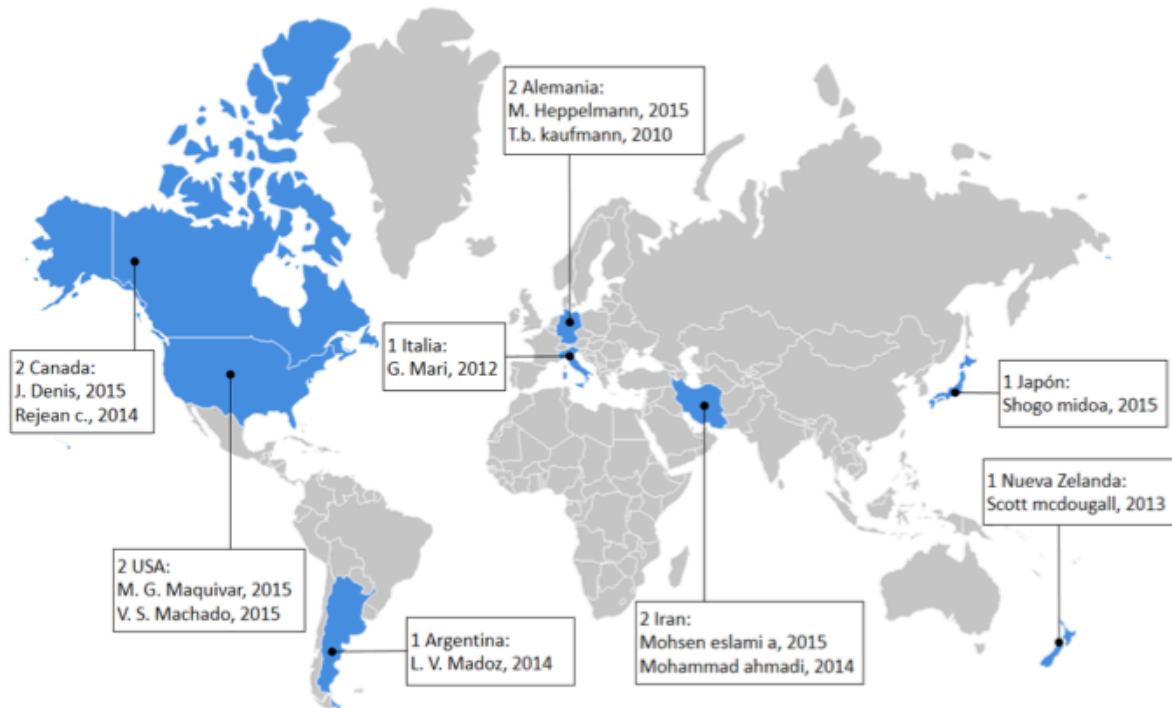 2 Alemania:
M. Heppelmann, 2015
T.b. kaufmann, 2010
1 Italia:
G. Mari, 2012
2 Canada:
J. Denis, 2015
Rejean c., 2014
1 Japón:
Shogo midoa, 2015
1 Nueva Zelanda:
Scott mcdougall, 2013
2 USA:
M. G. Maquivar, 2015
V. S. Machado, 2015
1 Argentina:
L. V. Madoz, 2014
2 Iran:
Mohsen eslami a, 2015
Mohammad ahmadi, 2014